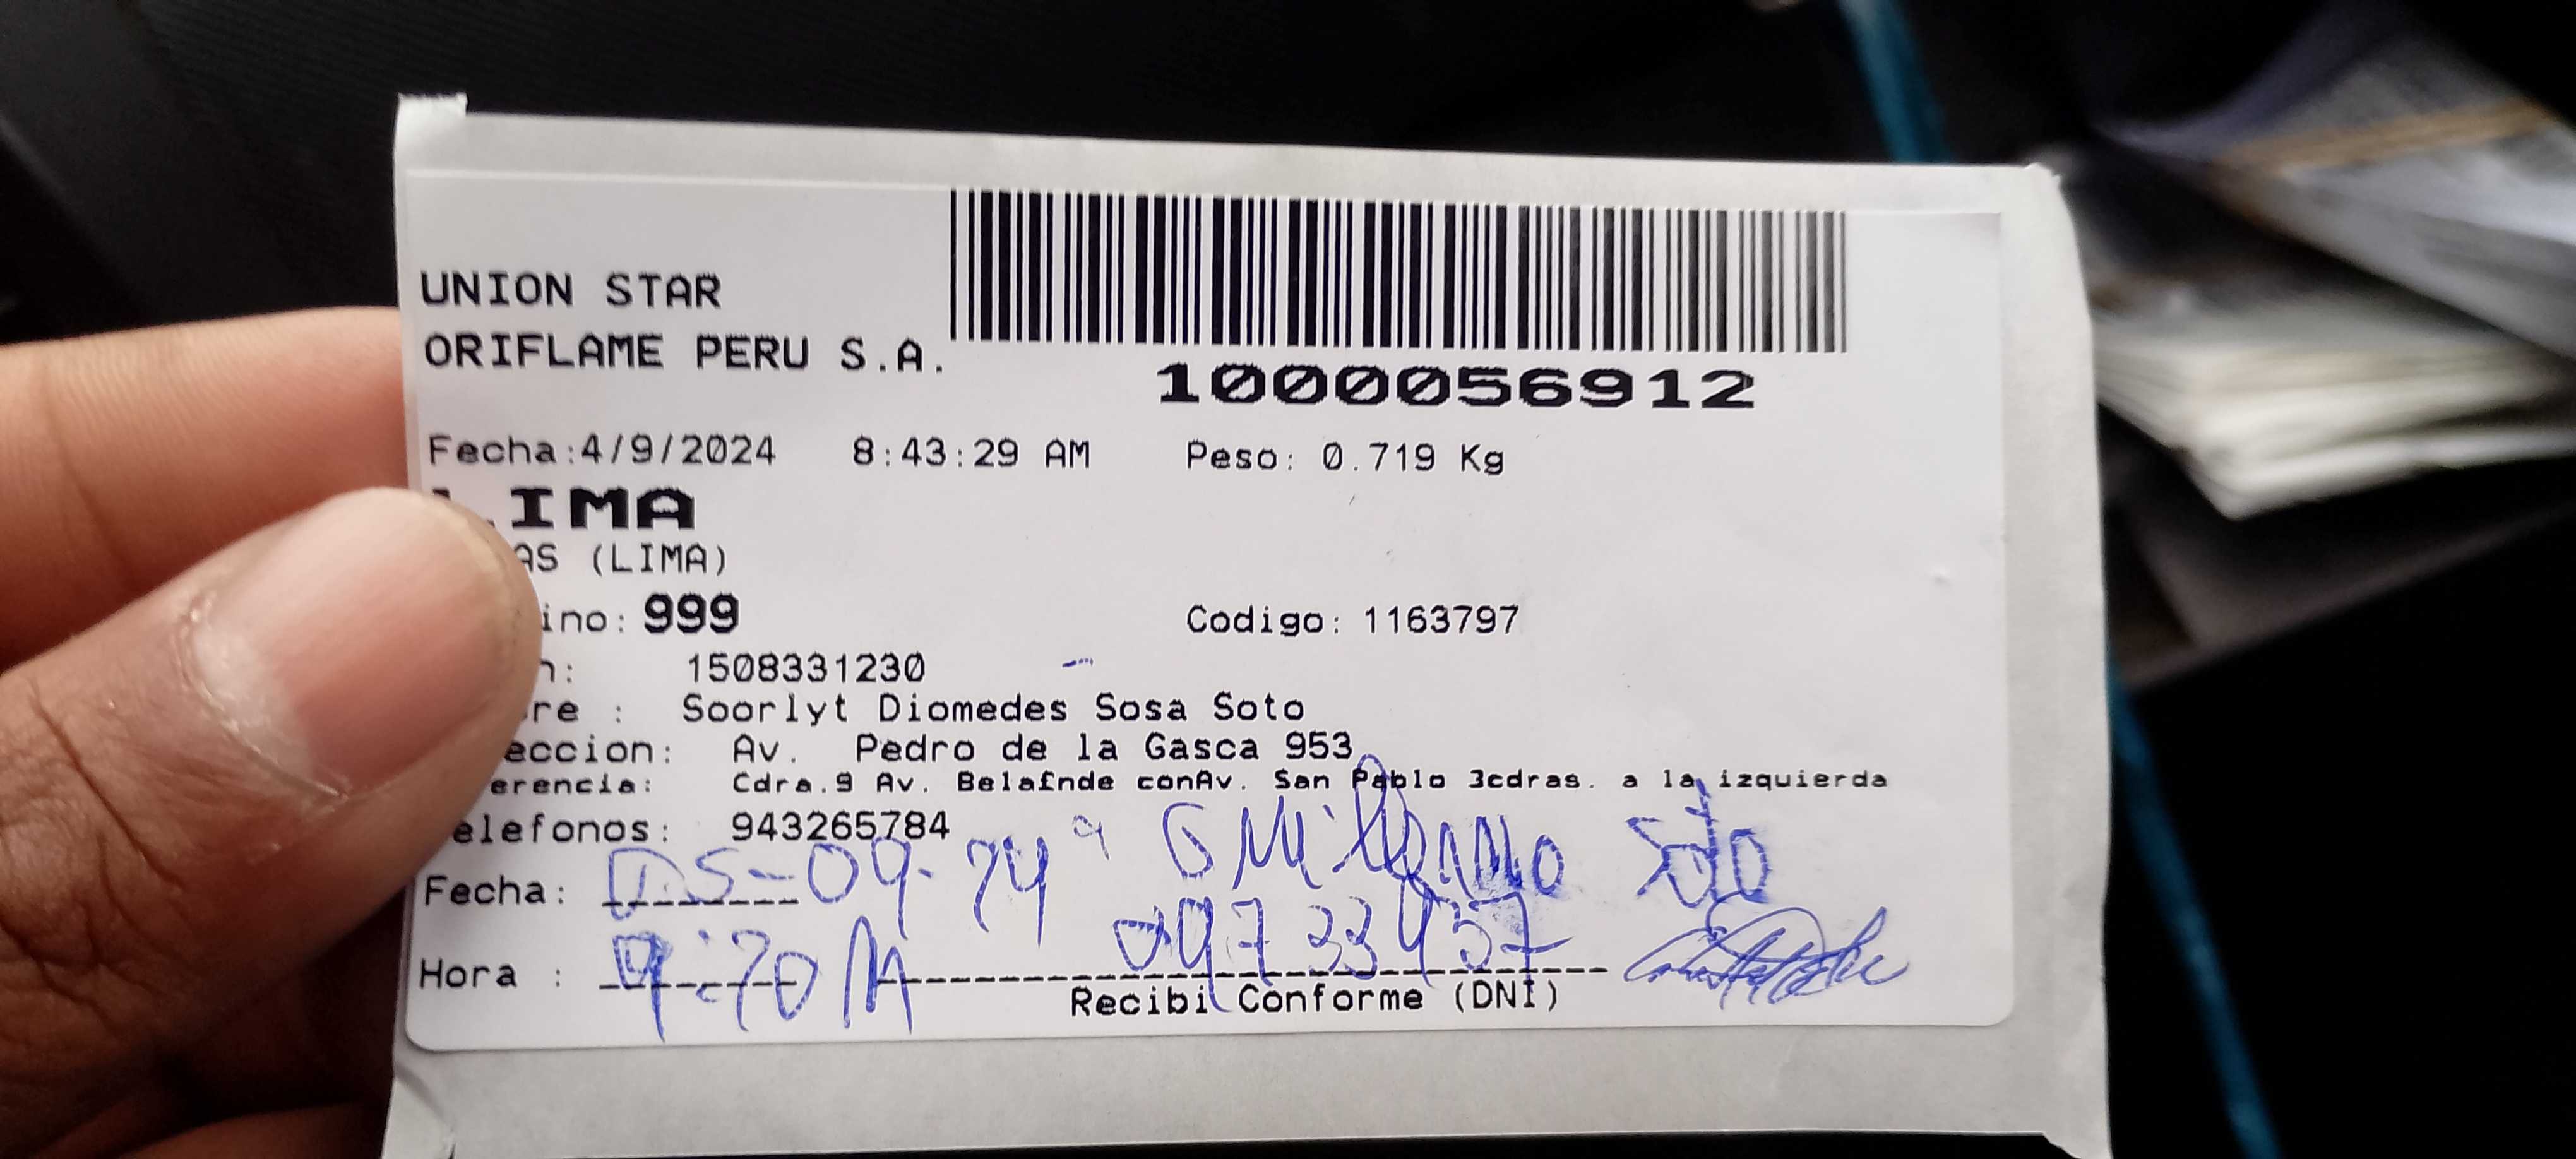 UNION STAR
ORIFLAME PERU S.A.
1000056912
Fecha:4/9/2024 8:43:29 AM Peso: 0.719 Kg
LIMA
AS (LIMA)
ino: 999 Codigo: 1163797
n: 1508331230
re : Soorlyt Diomedes Sosa Soto
eccion: Av. Pedro de la Gasca 953
erencia: Cdra.9 Av. Belafnde conAv. San Pablo 3cdras. a la izquierda
elefonos: 943265784
Soto
Fecha: 05-09-24
Hora : 9:20 A
Recibi Conforme (DNI)